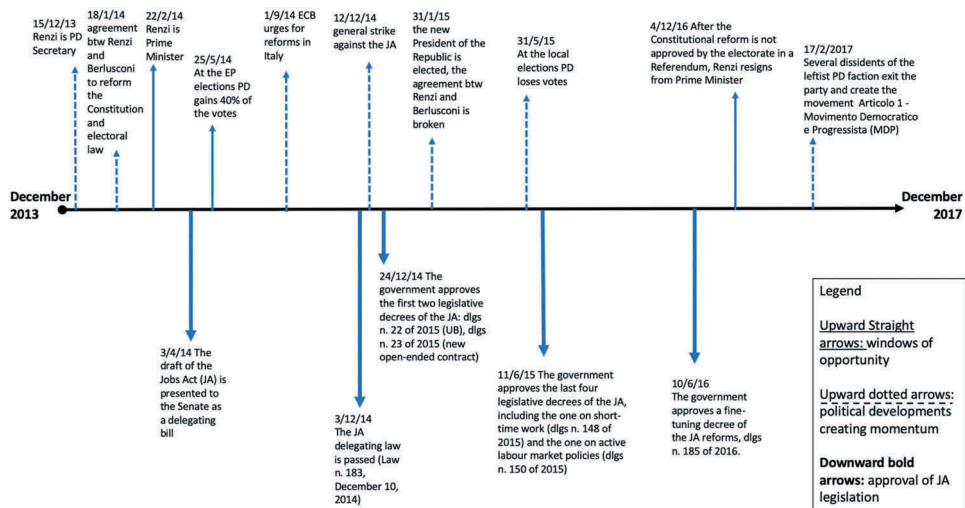 15/12/13
Renzi is PD
Secretary
18/1/14
agreement
btw Renzi
and
Berlusconi
to reform
the
Constitution
and
electoral
law
22/2/14
Renzi is
Prime
Minister
25/5/14
At the EP
elections PD
gains 40% of
the votes
1/9/14 ECB
urges for
reforms in
Italy
12/12/14
general strike
against the JA
31/1/15
the new
President of the
Republic is
elected, the
agreement btw
Renzi and
Berlusconi is
broken
31/5/15
At the local
elections PD
loses votes
4/12/16 After the
Constitutional reform is not
approved by the electorate in a
Referendum, Renzi resigns
from Prime Minister
17/2/2017
Several dissidents of the
leftist PD faction exit the
party and create the
movement Articolo 1 -
Movimento Democratico
e Progressista (MDP)
December
2013
December
2017
3/4/14 The
draft of the
Jobs Act (JA) is
presented to
the Senate as
a delegating
bill
3/12/14
The JA
delegating law
is passed (Law
n. 183,
December 10,
2014)
24/12/14 The
government approves
the first two legislative
decrees of the JA: dlgs
n. 22 of 2015 (UB), dlgs
n. 23 of 2015 (new
open-ended contract)
11/6/15 The government
approves the last four
legislative decrees of the JA,
including the one on short-
time work (dlgs n. 148 of
2015) and the one on active
labour market policies (dlgs
n. 150 of 2015)
10/6/16
The government
approves a fine-
tuning decree of
the JA reforms, dlgs
n. 185 of 2016.
Legend
Upward Straight
arrows: windows of
opportunity
Upward dotted arrows:
political developments
creating momentum
Downward bold
arrows: approval of JA
legislation